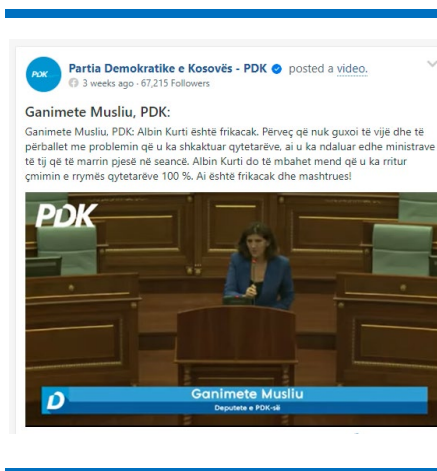 PDK
Partia Demokratike e Kosovës - PDK posted a video.
3 weeks ago · 67,215 Followers
Ganimete Musliu, PDK:
Ganimete Musliu, PDK: Albin Kurti është frikacak. Përveç që nuk guxoi të vijë dhe të
përballet me problemin që u ka shkaktuar qytetarëve, ai u ka ndaluar edhe ministrave
të tij që të marrin pjesë në seancë. Albin Kurti do të mbahet mend që u ka rritur
çmimin e rrymës qytetarëve 100 %. Ai është frikacak dhe mashtrues!
PDK
D
Ganimete Musliu
Deputete e PDK-së